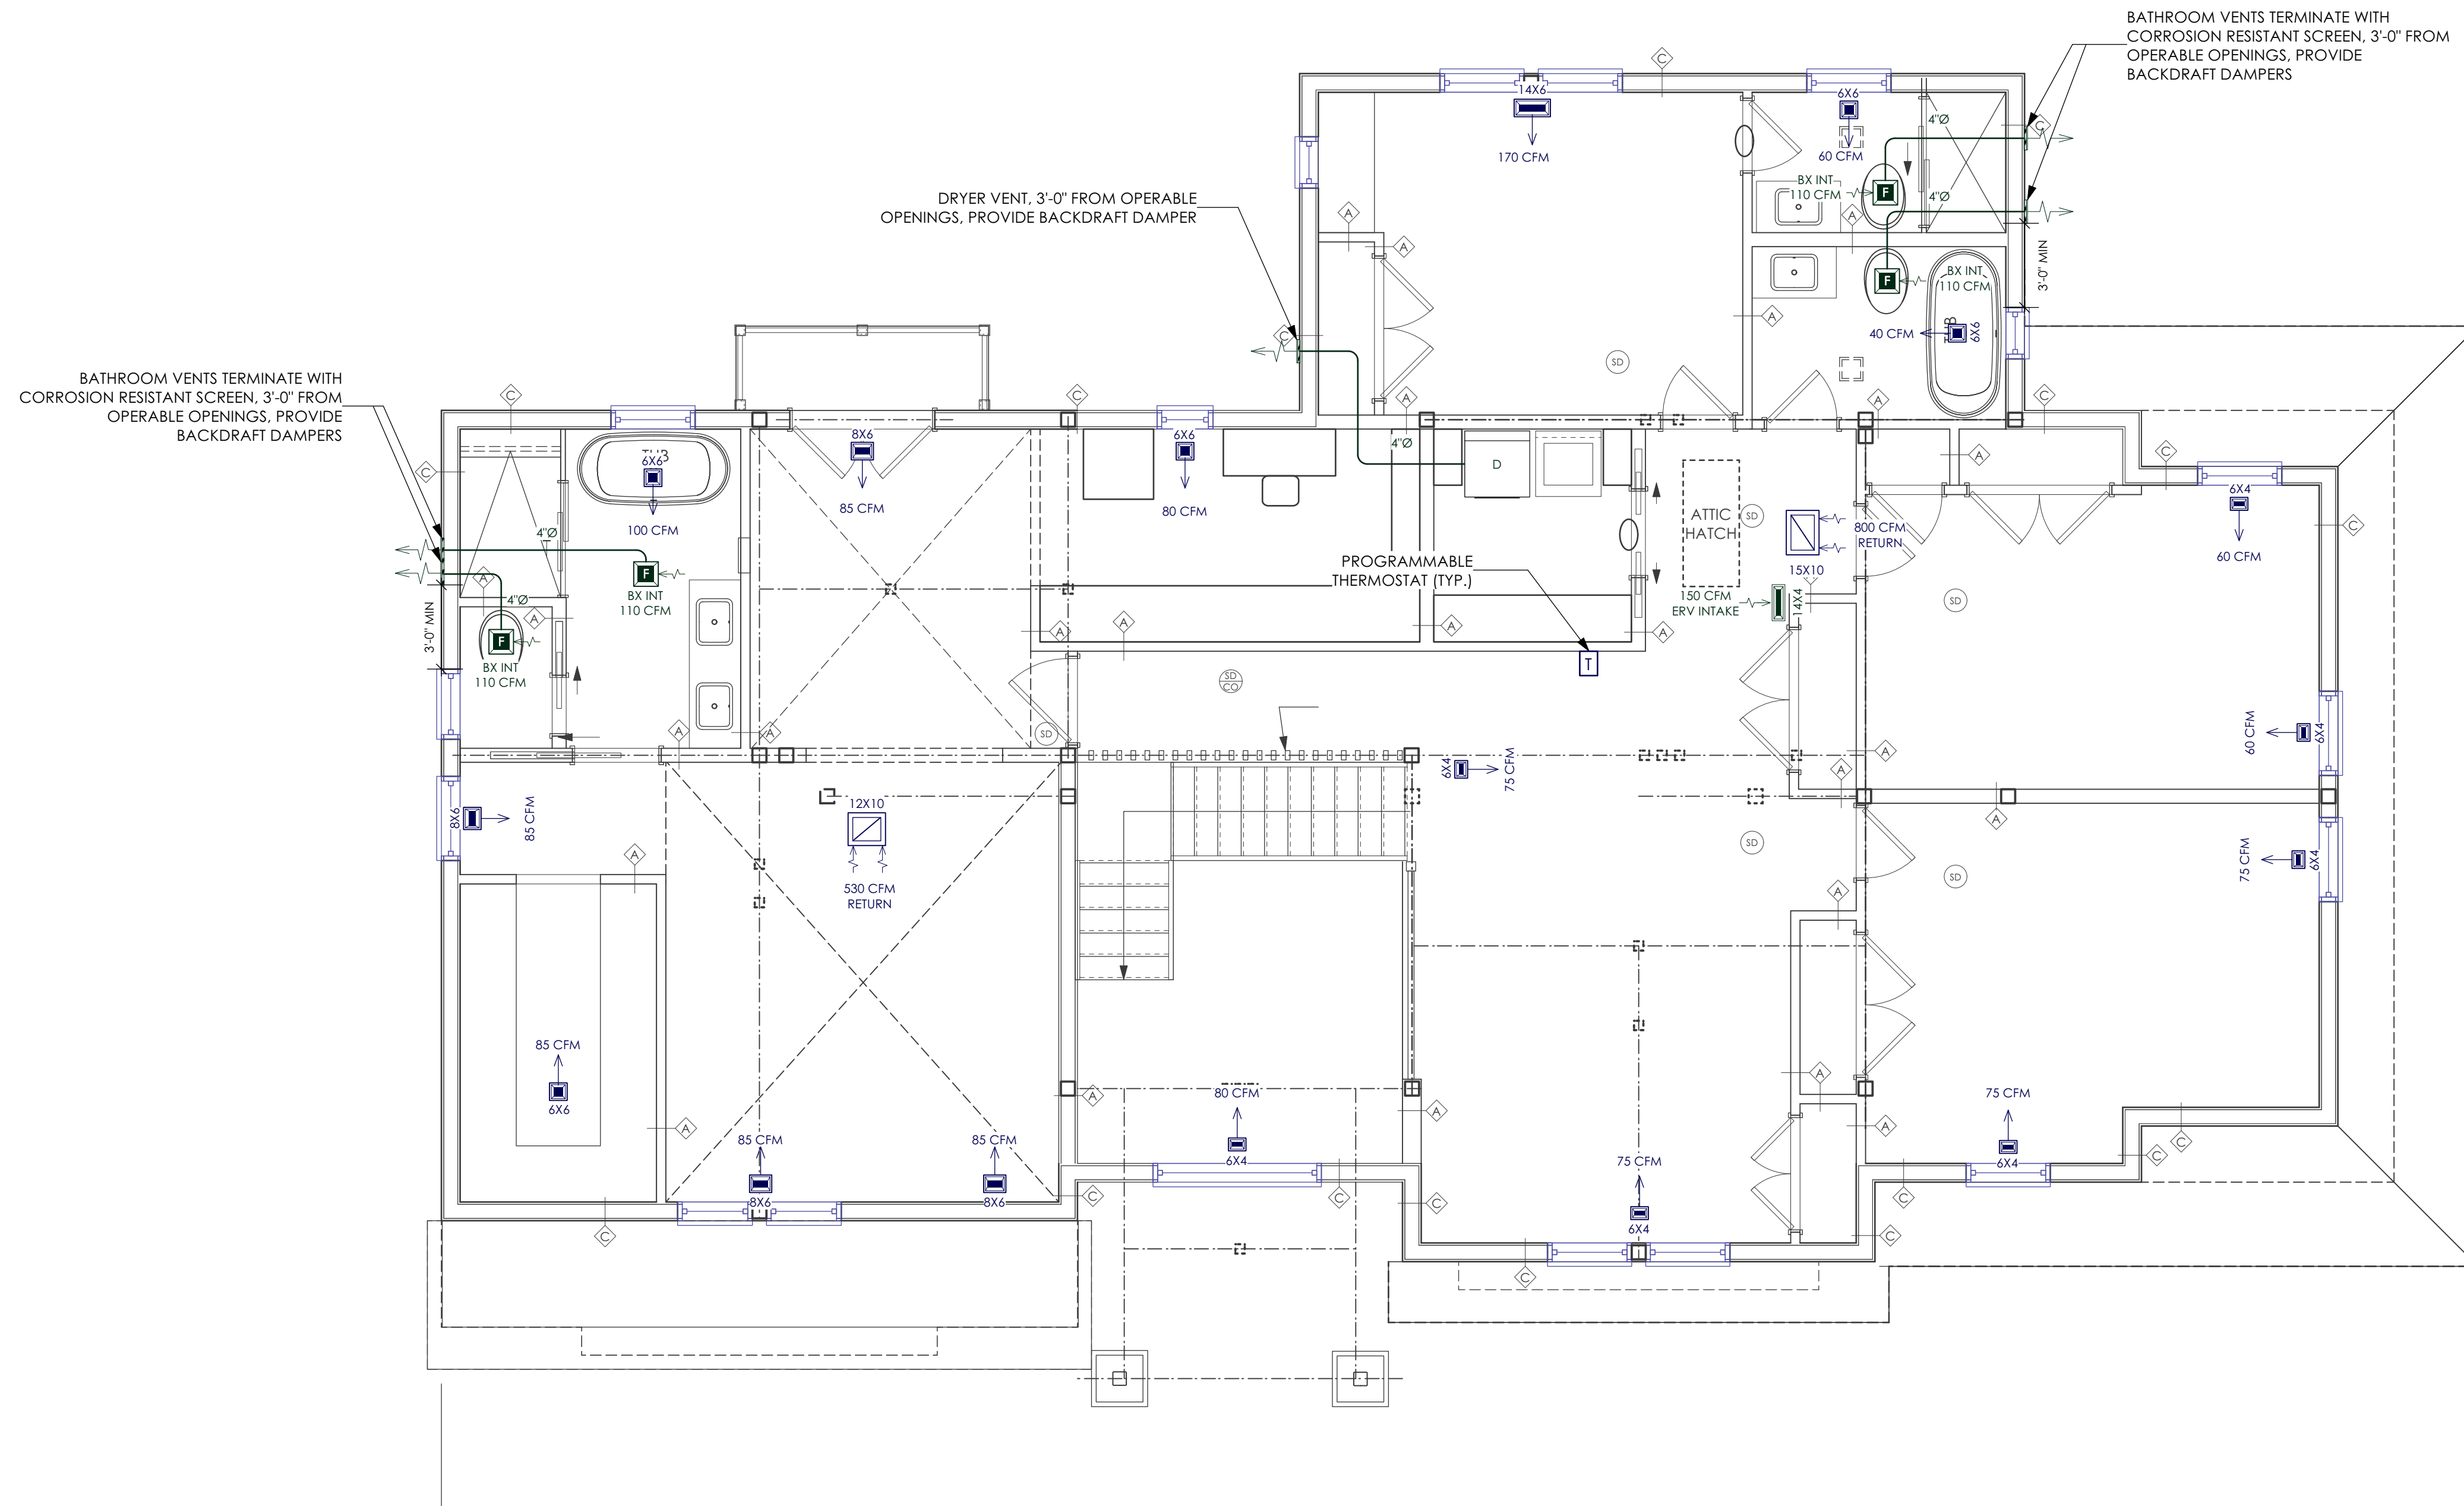 BATHROOM VENTS TERMINATE WITH
CORROSION RESISTANT SCREEN, 3'-0" FROM
OPERABLE OPENINGS, PROVIDE
BACKDRAFT DAMPERS
C
14X6
170 CFM
6X6
60 CFM
4"Ø
C
BX INT
110 CFM
F
4"Ø
A
DRYER VENT, 3'-0" FROM OPERABLE
OPENINGS, PROVIDE BACKDRAFT DAMPER
A
A
C
3'-0" MIN
F
BX INT
110 CFM
40 CFM
TUB
6X6
A
SD
A
A
C
BATHROOM VENTS TERMINATE WITH
CORROSION RESISTANT SCREEN, 3'-0" FROM
OPERABLE OPENINGS, PROVIDE
BACKDRAFT DAMPERS
C
C
C
6X6
100 CFM
8X6
85 CFM
6X6
80 CFM
4"Ø
D
A
C
6X4
60 CFM
C
4"Ø
F
BX INT
110 CFM
A
4"Ø
A
F
BX INT
110 CFM
3'-0" MIN
ATTIC
HATCH
SD
800 CFM
RETURN
15X10
150 CFM
ERV INTAKE
14X4
PROGRAMMABLE
THERMOSTAT (TYP.)
T
SD
A
A
A
A
SD
CO
SD
A
A
6X4
75 CFM
60 CFM
6X4
A
A
A
8X6
85 CFM
12X10
530 CFM
RETURN
A
SD
SD
75 CFM
6X4
A
85 CFM
6X6
A
85 CFM
8X6
85 CFM
8X6
80 CFM
6X4
A
A
A
A
75 CFM
6X4
75 CFM
6X4
C
C
C
C
C
C
C
C
C